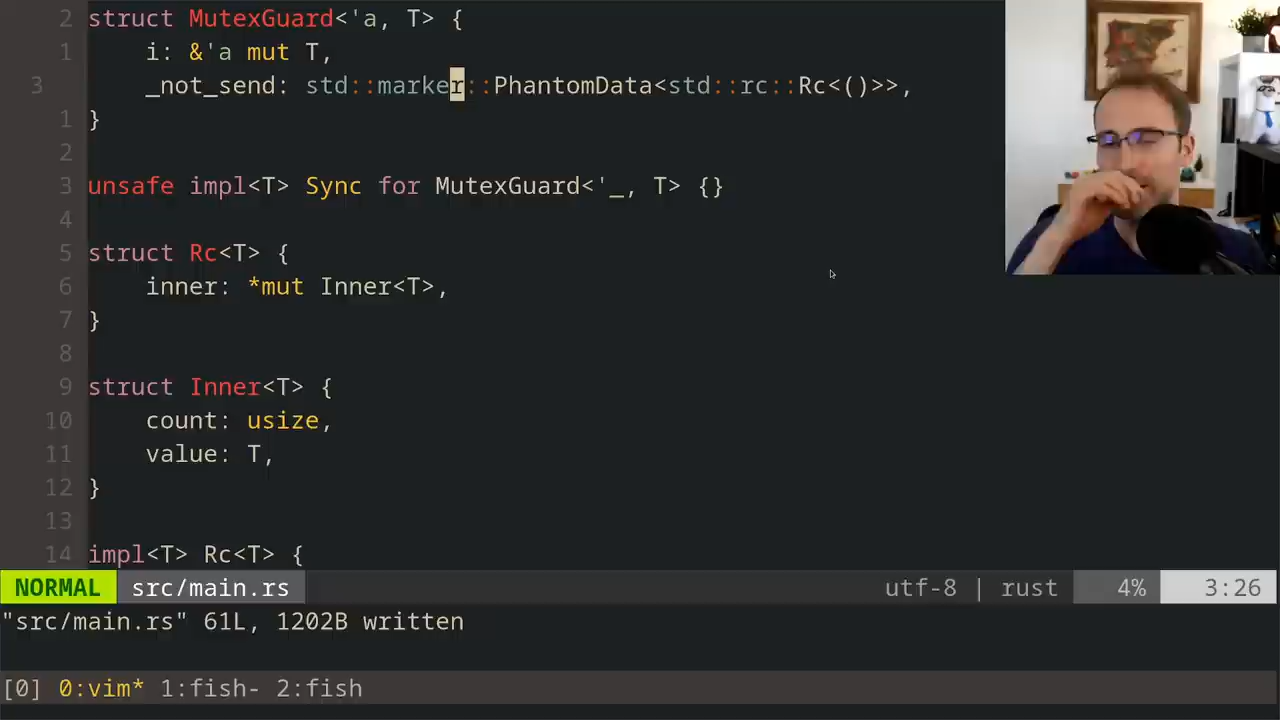 2 struct MutexGuard<'a, T> {
1     i: &'a mut T,
3     _not_send: std::marker::PhantomData<std::rc::Rc<()>>,
1 }
2
3 unsafe impl<T> Sync for MutexGuard<'_, T> {}
4
5 struct Rc<T> {
6     inner: *mut Inner<T>,
7 }
8
9 struct Inner<T> {
10     count: usize,
11     value: T,
12 }
13
14 impl<T> Rc<T> {
NORMAL src/main.rs utf-8 | rust 4% 3:26
"src/main.rs" 61L, 1202B written
[0] 0:vim* 1:fish- 2:fish